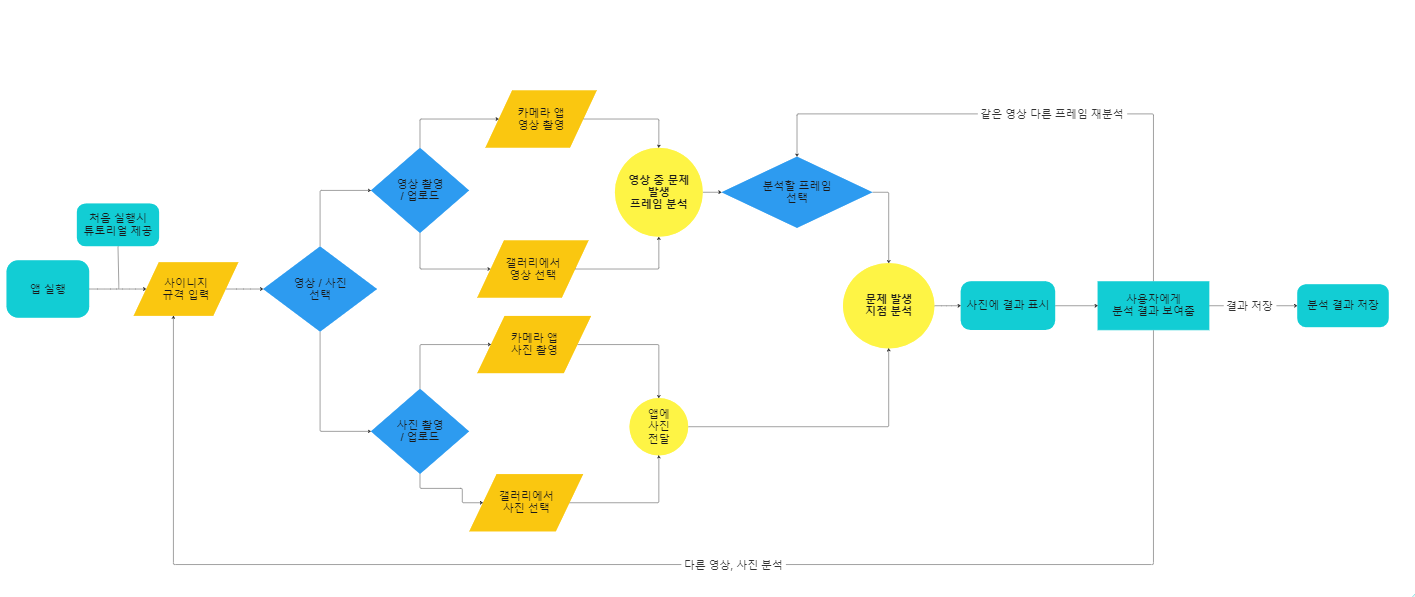 앱 실행
처음 실행시
튜토리얼 제공
사이니지
규격 입력
영상 / 사진
선택
영상 촬영
/ 업로드
카메라 앱
영상 촬영
갤러리에서
영상 선택
영상 중 문제
발생
프레임 분석
분석할 프레임
선택
같은 영상 다른 프레임 재분석
사진 촬영
/ 업로드
카메라 앱
사진 촬영
갤러리에서
사진 선택
앱에
사진
전달
문제 발생
지점 분석
사진에 결과 표시
사용자에게
분석 결과 보여줌
결과 저장
분석 결과 저장
다른 영상, 사진 분석